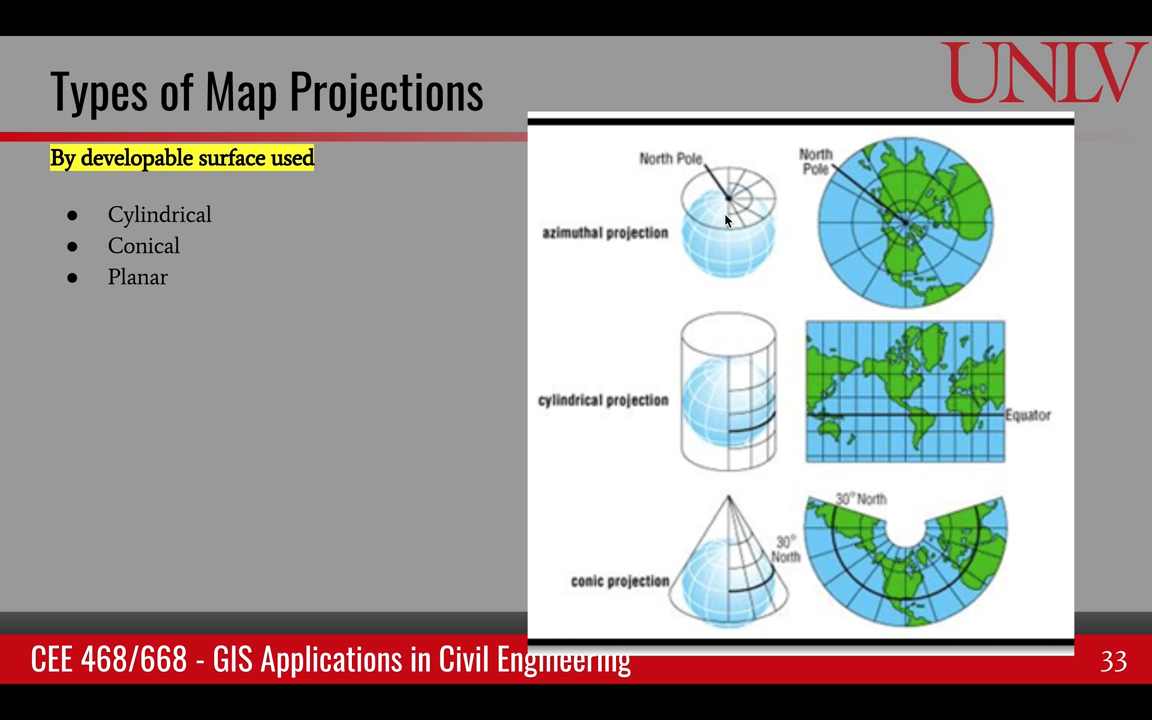 UNLV
Types of Map Projections
By developable surface used
● Cylindrical
● Conical
● Planar
North Pole
North
Pole
azimuthal projection
cylindrical projection
Equator
30° North
30°
North
conic projection
CEE 468/668 - GIS Applications in Civil Engineering
33